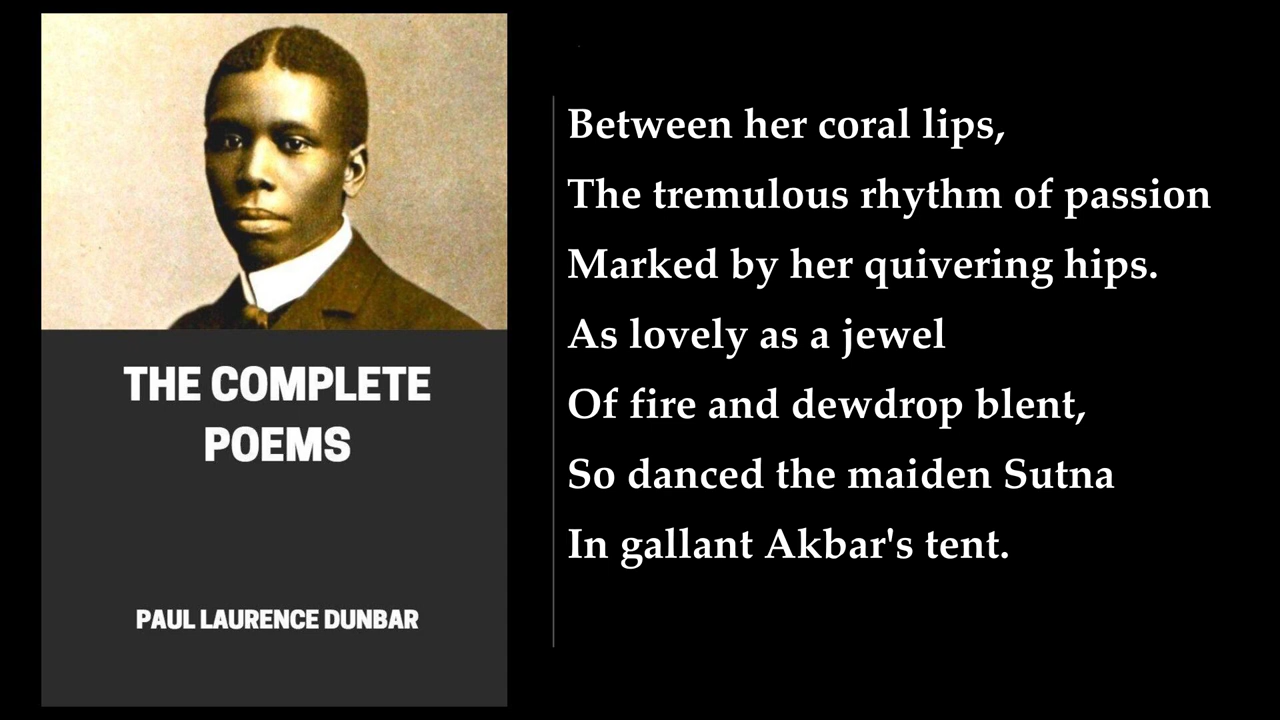 THE COMPLETE
POEMS
PAUL LAURENCE DUNBAR
Between her coral lips,
The tremulous rhythm of passion
Marked by her quivering hips.
As lovely as a jewel
Of fire and dewdrop blent,
So danced the maiden Sutna
In gallant Akbar's tent.